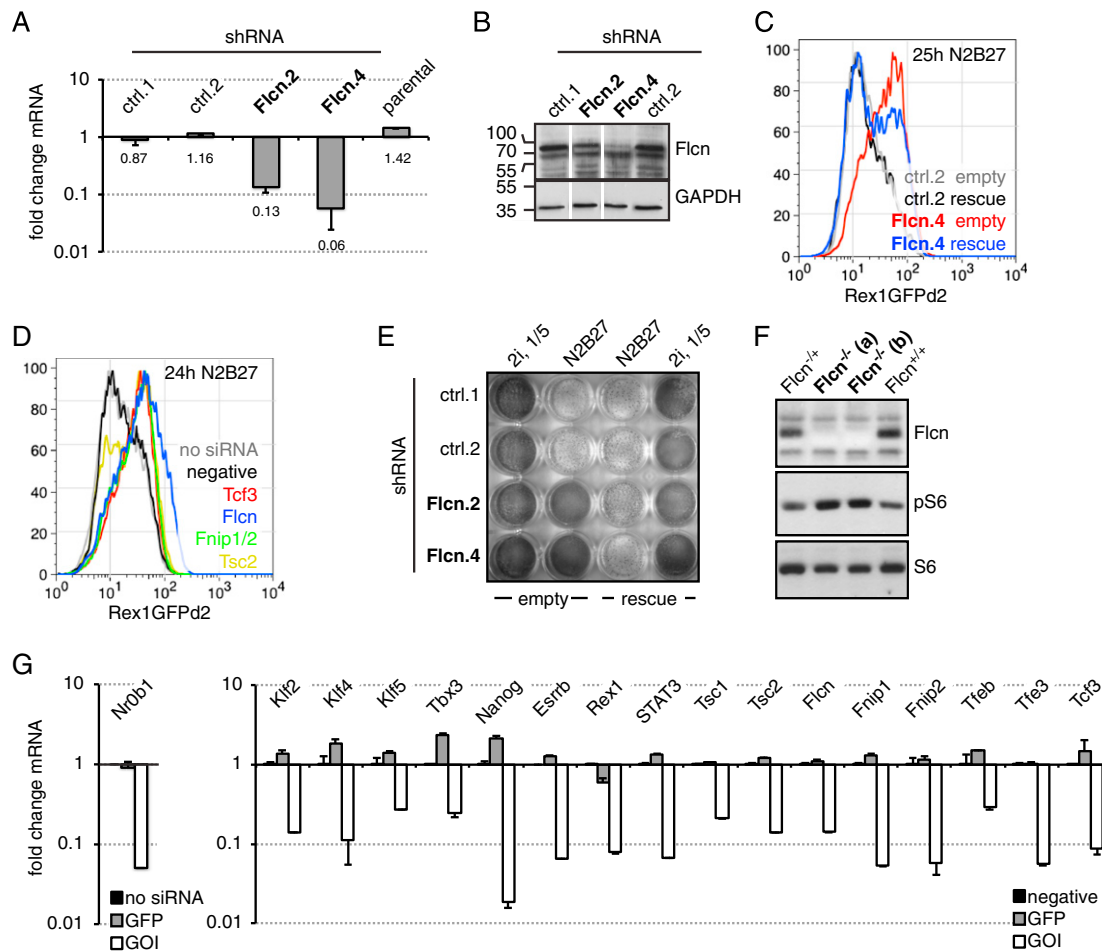 A
shRNA
ctrl.1 ctrl.2 Flcn.2 Flcn.4 parental
fold change mRNA
10
1
0.1
0.01
0.87 1.16 0.13 0.06 1.42
B
shRNA
ctrl.1 Flcn.2 Flcn.4 ctrl.2
100
70
55
55
35
Flcn
GAPDH
C
25h N2B27
100
80
60
40
20
0
ctrl.2 empty
ctrl.2 rescue
Flcn.4 empty
Flcn.4 rescue
10^0 10^1 10^2 10^3 10^4
Rex1GFPd2
D
24h N2B27
100
80
60
40
20
0
no siRNA
negative
Tcf3
Flcn
Fnip1/2
Tsc2
10^0 10^1 10^2 10^3 10^4
Rex1GFPd2
E
2i, 1/5 N2B27 N2B27 2i, 1/5
shRNA
ctrl.1
ctrl.2
Flcn.2
Flcn.4
empty rescue
F
Flcn-/+ Flcn-/- (a) Flcn-/- (b) Flcn+/+
Flcn
pS6
S6
G
fold change mRNA
10
1
0.1
0.01
Nr0b1
no siRNA
GFP
GOI
10
1
0.1
0.01
Klf2 Klf4 Klf5 Tbx3 Nanog Esrrb Rex1 STAT3 Tsc1 Tsc2 Flcn Fnip1 Fnip2 Tfeb Tfe3 Tcf3
negative
GFP
GOI